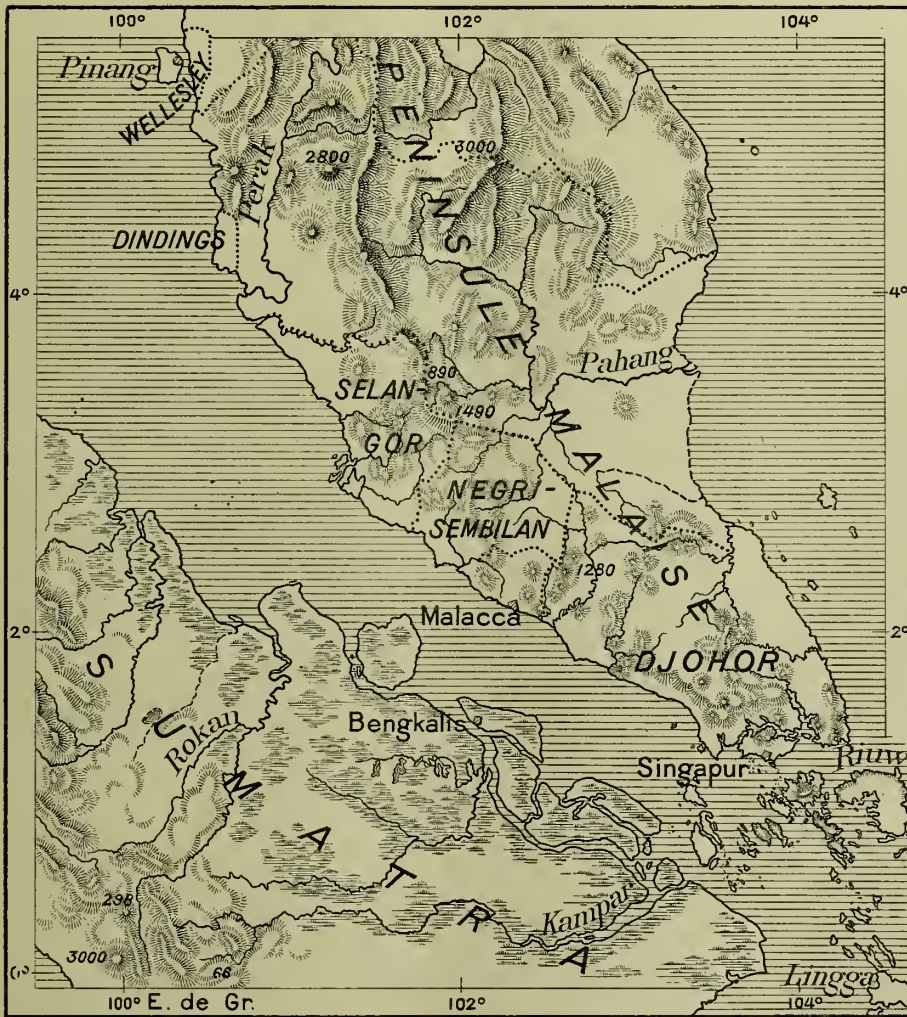 100°
102°
104°
Pinang
WELLESLEY
PENINSULE
3000
2800
Perak
DINDINGS
4°
4°
Pahang
890
SELAN-
1490
GOR
MALAISE
NEGRI-
SEMBILAN
1280
Malacca
2°
2°
DJOHOR
SUMATRA
Bengkalis
Rokan
Riuw
Singapur
Kampar
298
3000
66
Lingga
100° E. de Gr.
102°
104°